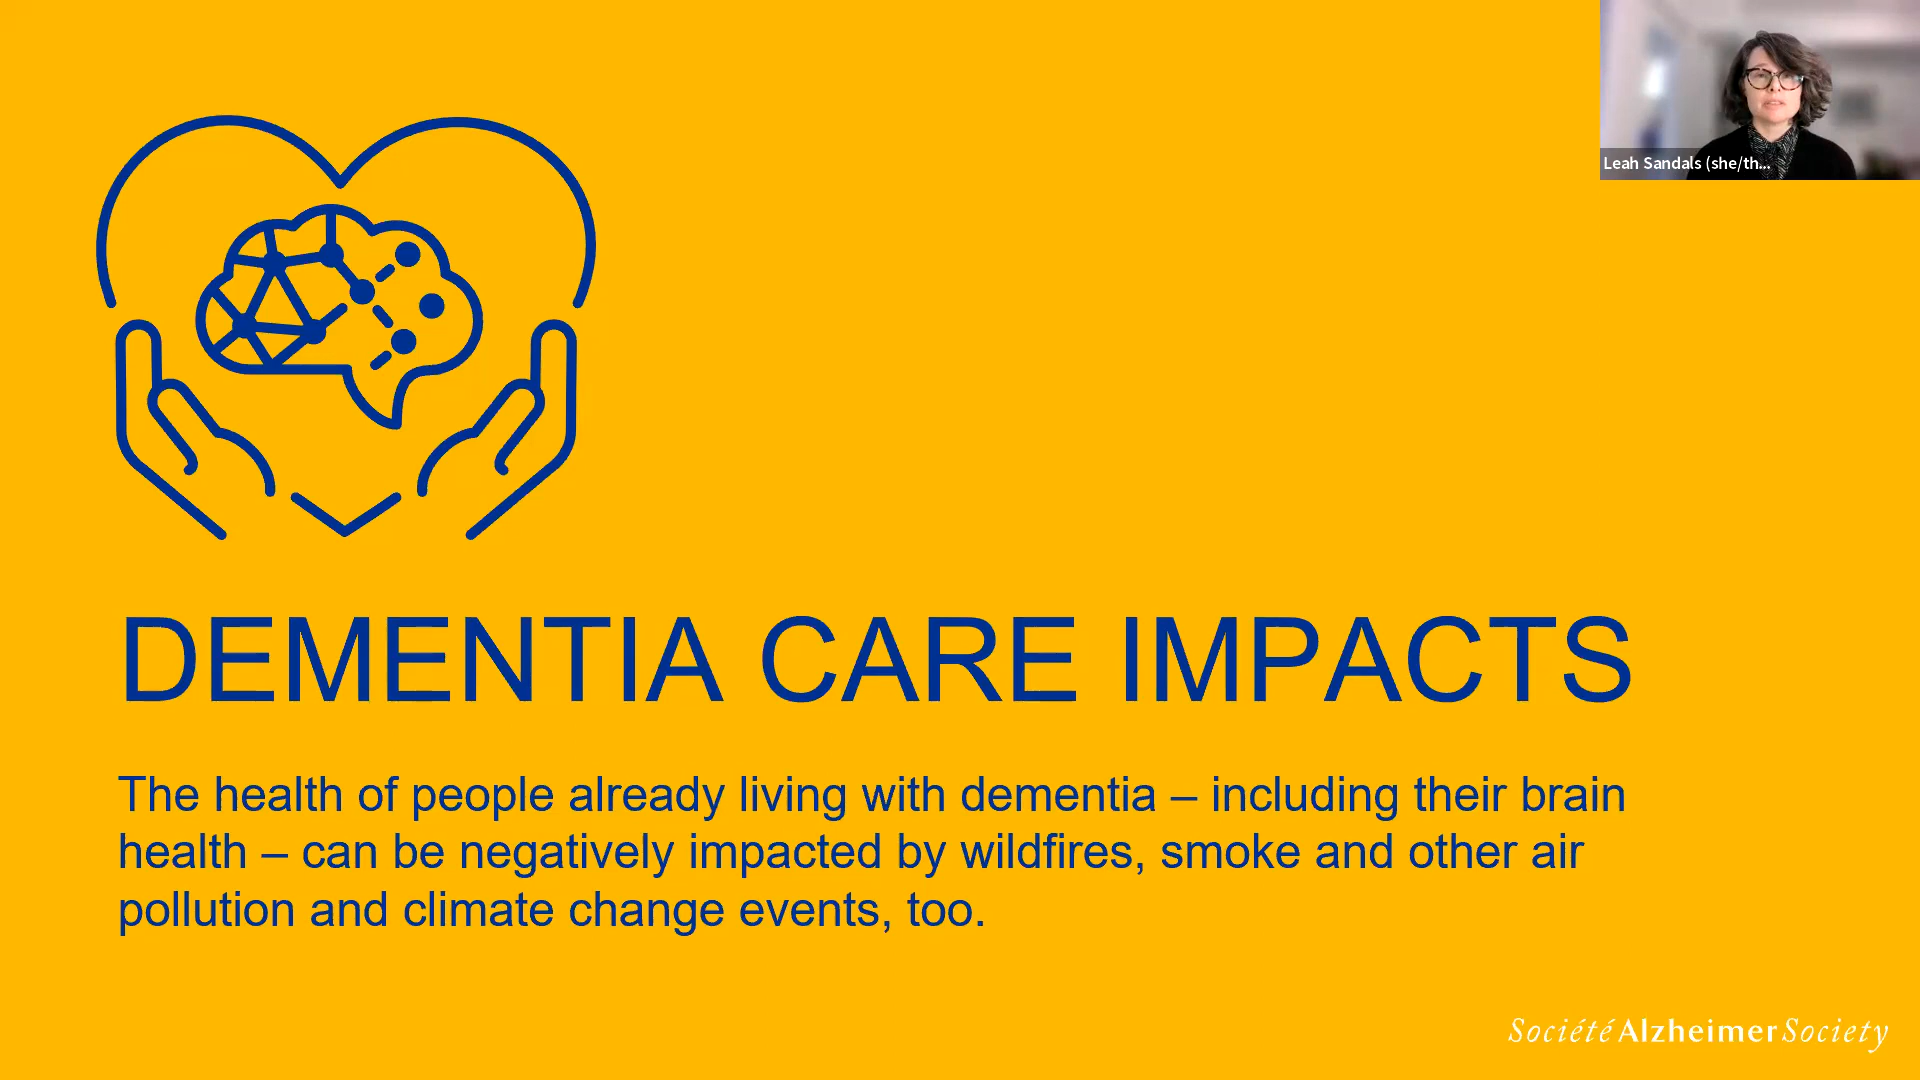 Leah Sandals (she/th...
DEMENTIA CARE IMPACTS
The health of people already living with dementia – including their brain
health – can be negatively impacted by wildfires, smoke and other air
pollution and climate change events, too.
Société Alzheimer Society